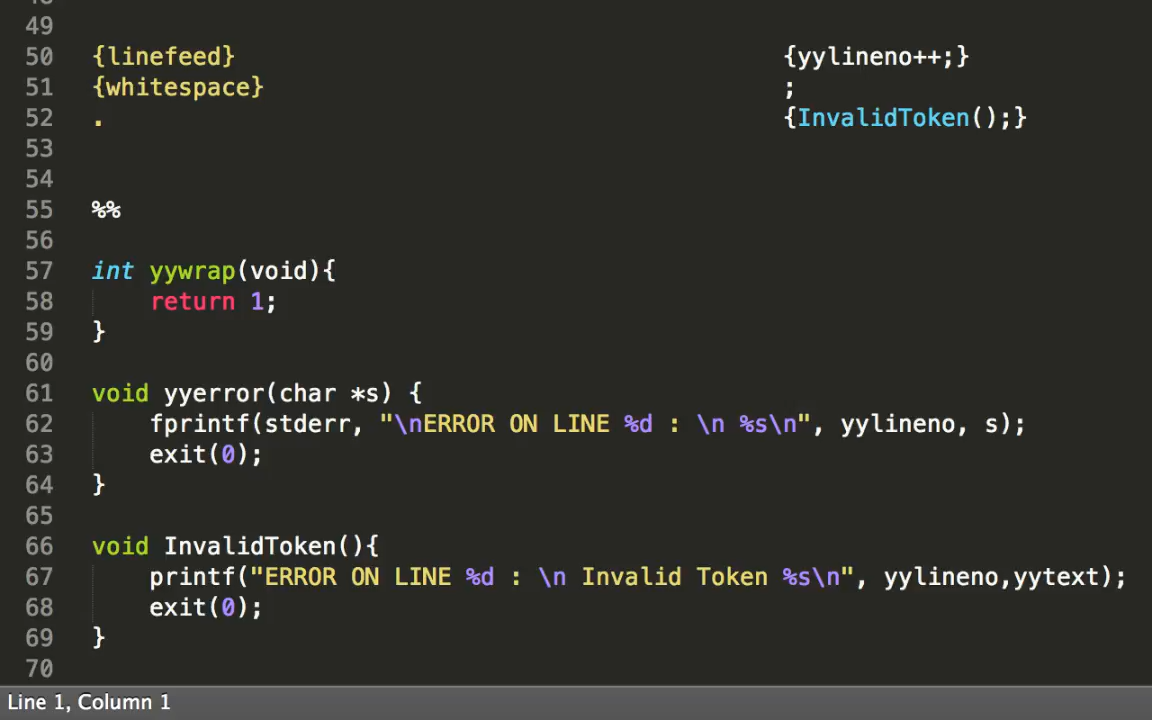 49
50 {linefeed} {yylineno++;}
51 {whitespace} ;
52 . {InvalidToken();}
53
54
55 %%
56
57 int yywrap(void){
58 return 1;
59 }
60
61 void yyerror(char *s) {
62 fprintf(stderr, "\nERROR ON LINE %d : \n %s\n", yylineno, s);
63 exit(0);
64 }
65
66 void InvalidToken(){
67 printf("ERROR ON LINE %d : \n Invalid Token %s\n", yylineno,yytext);
68 exit(0);
69 }
70
Line 1, Column 1